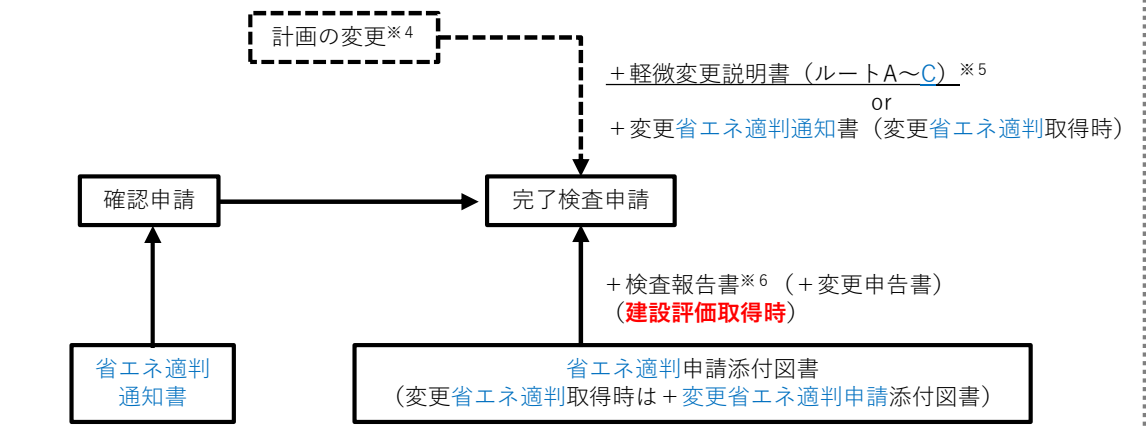 計画の変更※4
＋軽微変更説明書（ルートA～C）※5
or
＋変更省エネ適判通知書（変更省エネ適判取得時）
確認申請
完了検査申請
＋検査報告書※6（＋変更申告書）
（建設評価取得時）
省エネ適判
通知書
省エネ適判申請添付図書
（変更省エネ適判取得時は＋変更省エネ適判申請添付図書）